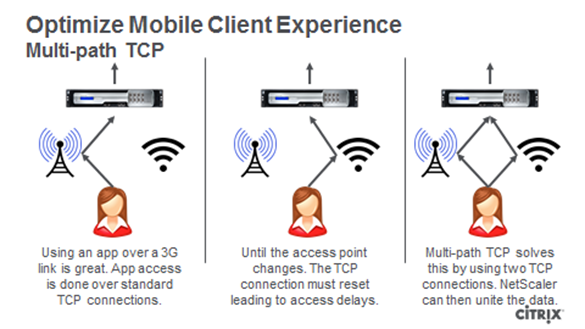 Optimize Mobile Client Experience
Multi-path TCP
Using an app over a 3G
link is great. App access
is done over standard
TCP connections.
Until the access point
changes. The TCP
connection must reset
leading to access delays.
Multi-path TCP solves
this by using two TCP
connections. NetScaler
can then unite the data.
CITRIX